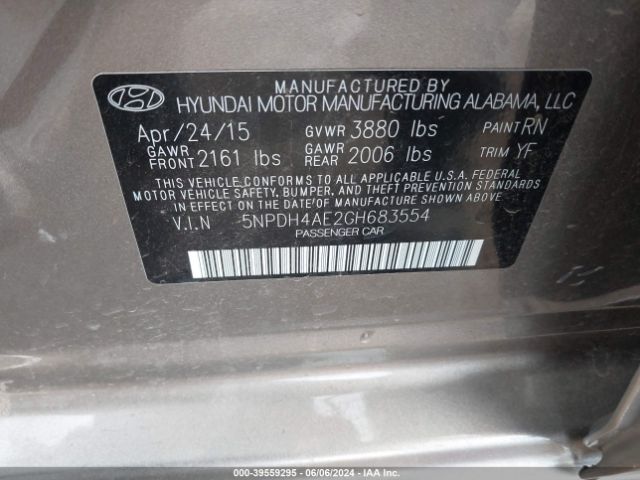 MANUFACTURED BY
HYUNDAI MOTOR MANUFACTURING ALABAMA, LLC
Apr/24/15 GVWR 3880 lbs PAINT RN
GAWR FRONT 2161 lbs GAWR REAR 2006 lbs TRIM YF
THIS VEHICLE CONFORMS TO ALL APPLICABLE U.S.A. FEDERAL
MOTOR VEHICLE SAFETY, BUMPER, AND THEFT PREVENTION
STANDARDS IN EFFECT ON THE DATE OF MANUFACTURE SHOWN ABOVE.
V.I.N 5NPDH4AE2GH683554
PASSENGER CAR
000-39559295 - 06/06/2024 - IAA Inc.